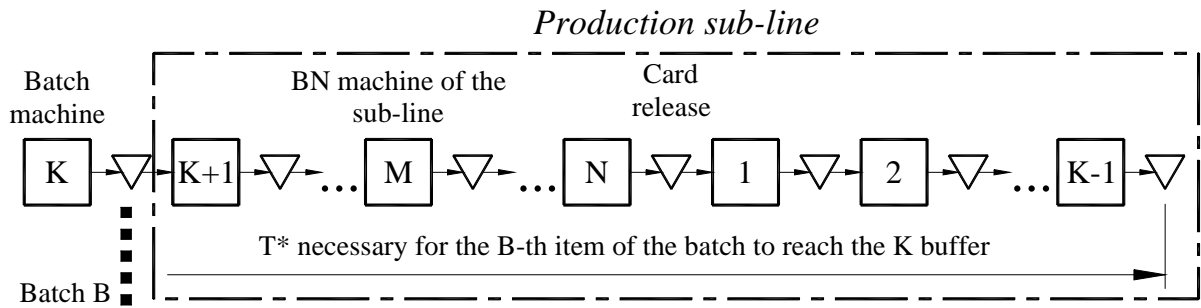 Production sub-line
Batch
machine
BN machine of the
sub-line
Card
release
K
K+1
...
M
...
N
1
2
...
K-1
T* necessary for the B-th item of the batch to reach the K buffer
Batch B